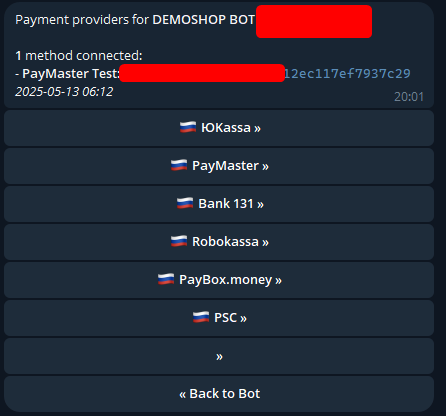 Payment providers for DEMOSHOP BOT
1 method connected:
- PayMaster Test: 12ec117ef7937c29
2025-05-13 06:12
20:01
ЮKassa »
PayMaster »
Bank 131 »
Robokassa »
PayBox.money »
PSC »
»
« Back to Bot